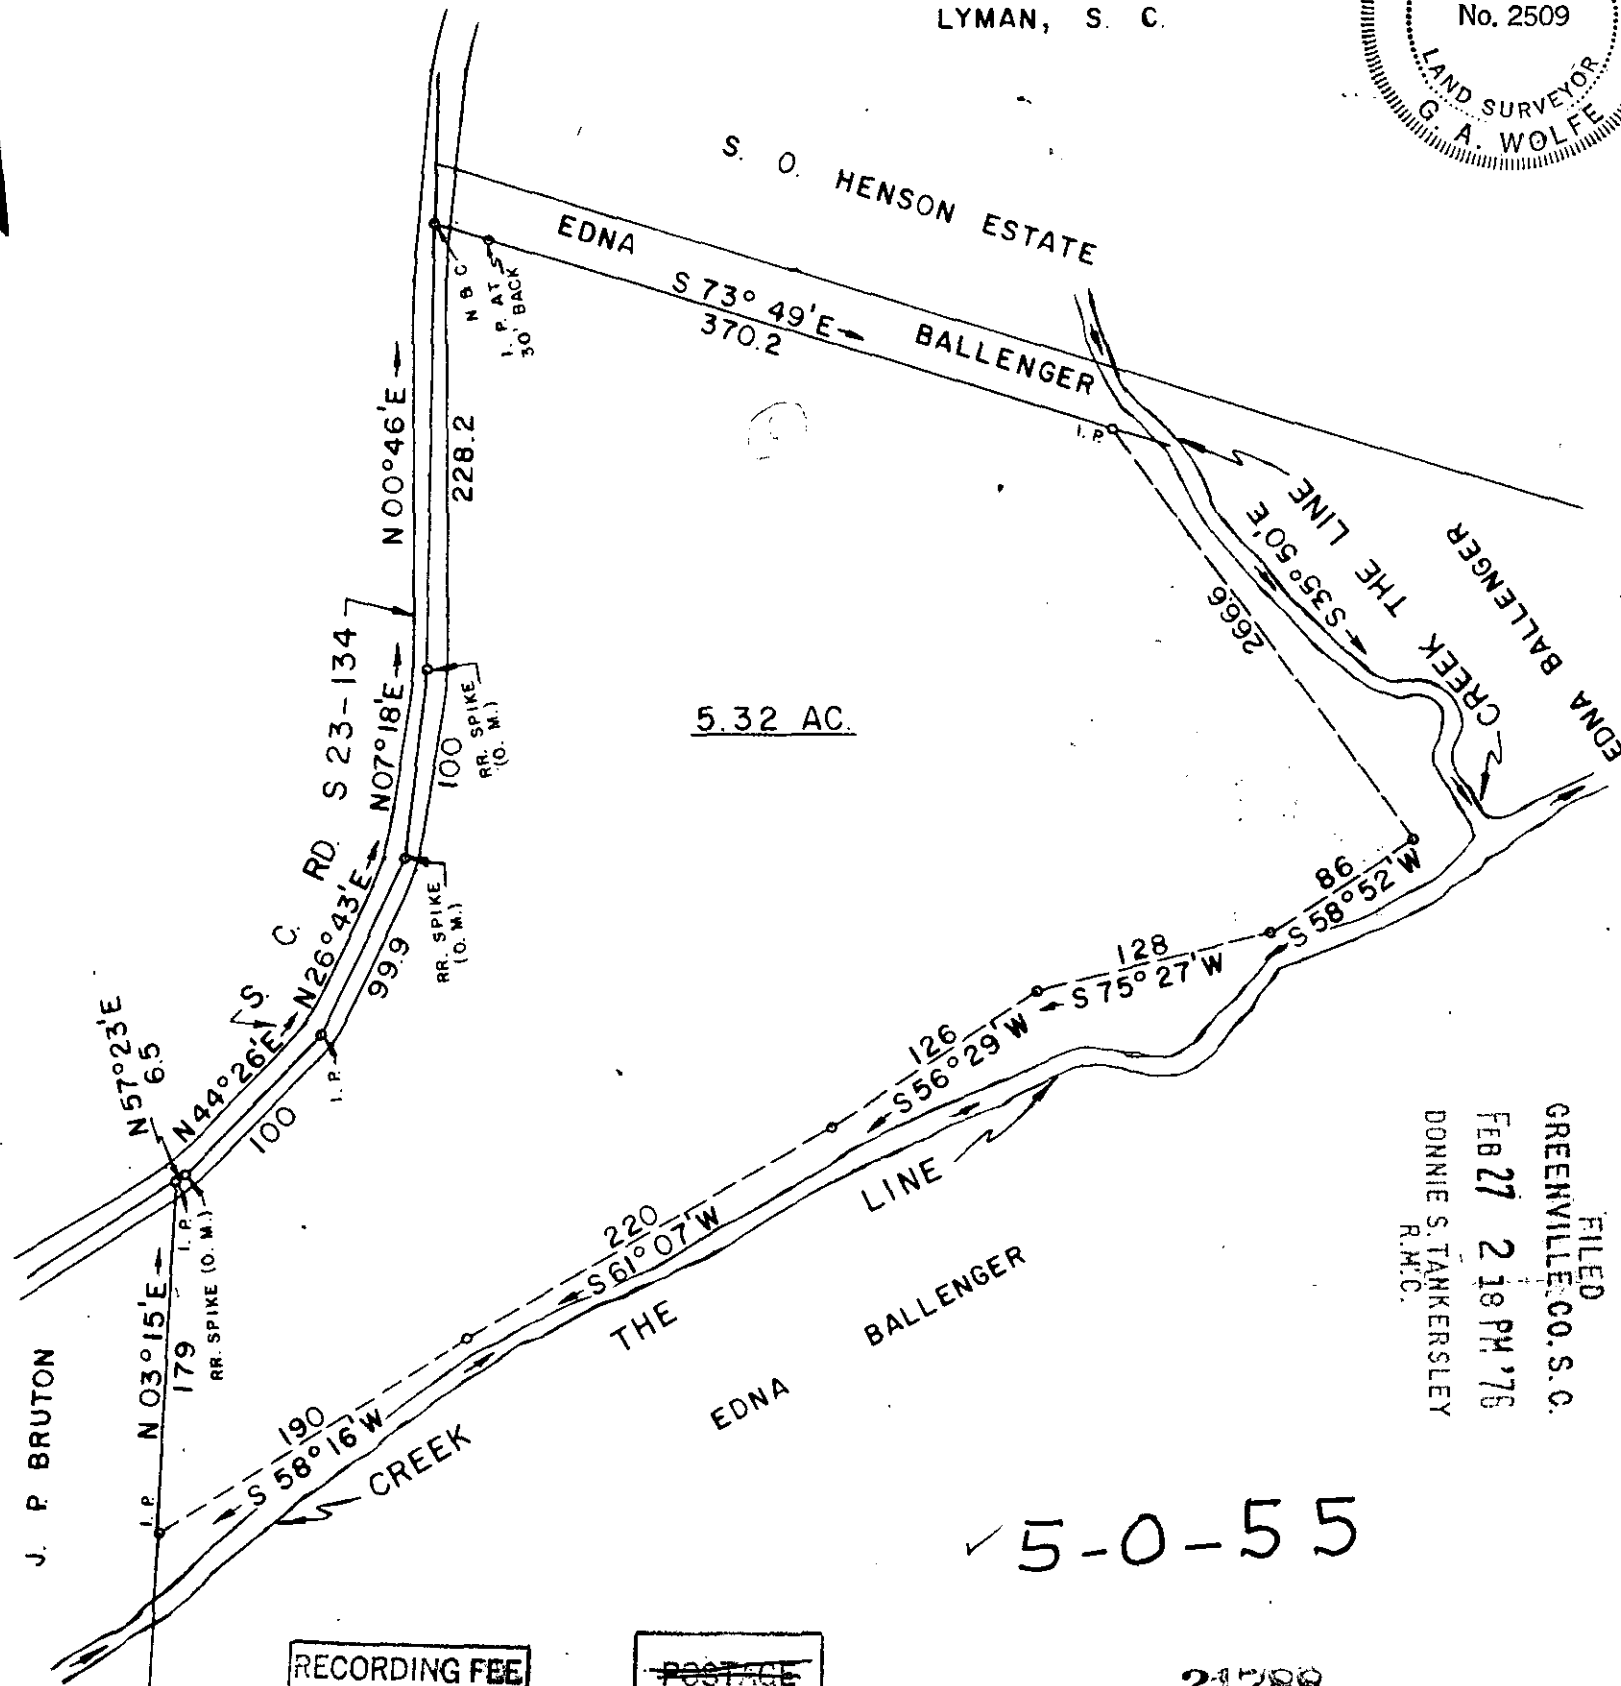 LYMAN, S. C.
No. 2509
LAND SURVEYOR
G. A. WOLFE
S. O. HENSON ESTATE
EDNA BALLENGER
S 73° 49'E
370.2
N B C
I. P. AT
30' BACK
N 00° 46'E
228.2
I. P.
CREEK THE LINE
S 35° 50'E
266.6
EDNA BALLENGER
S. C. RD. S 23-134
N 07° 18'E
100
RR. SPIKE
(O. M.)
5.32 AC.
N 26° 43'E
99.9
RR. SPIKE
(O. M.)
86
S 58° 52' W
128
S 75° 27' W
126
S 56° 29' W
N 57° 23'E
6.5
N 44° 26'E
100
I. P.
I. P.
RR. SPIKE (O. M.)
220
S 61° 07' W
CREEK THE LINE
EDNA BALLENGER
N 03° 15'E
179
I. P.
190
S 58° 16' W
J. P. BRUTON
FILED
GREENVILLE CO. S. C.
FEB 27 2 18 PM '76
DONNIE S. TANKERSLEY
R.M.C.
5-0-55
RECORDING FEE
POSTAGE